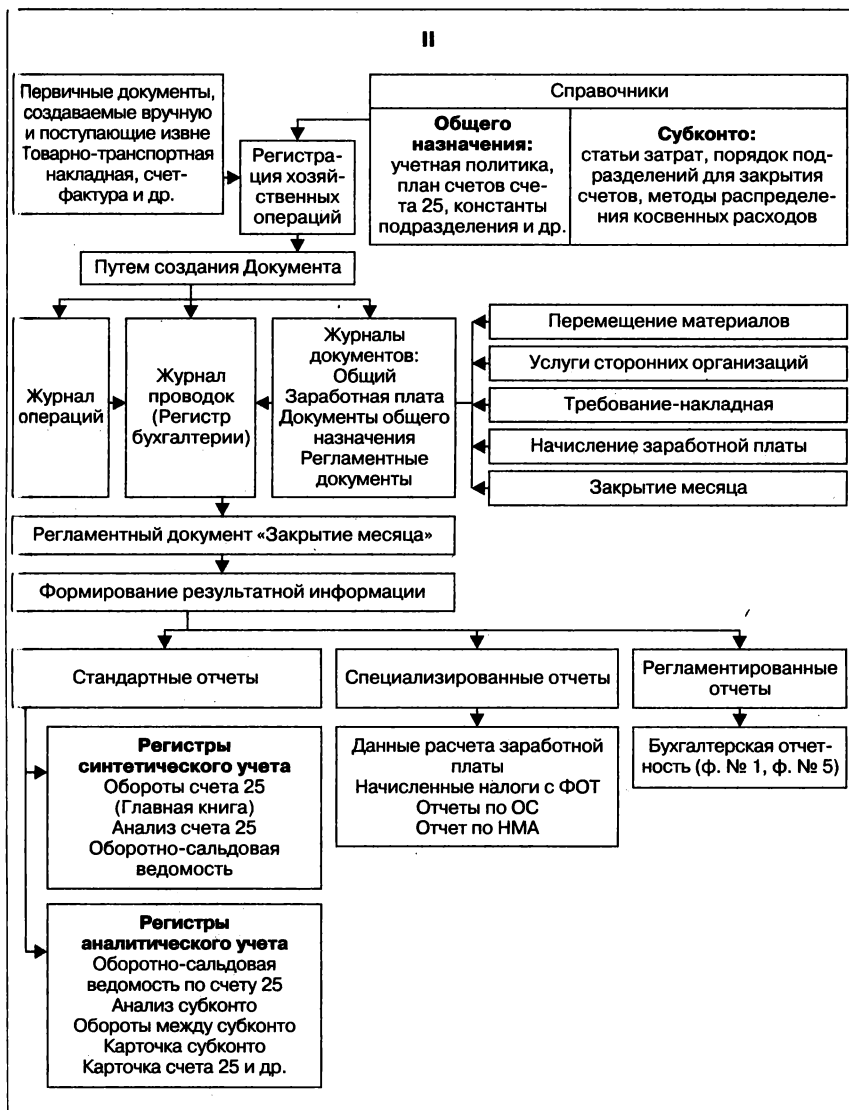 II
Первичные документы,
создаваемые вручную
и поступающие извне
Товарно-транспортная
накладная, счет-
фактура и др.
Регистра-
ция хозяй-
ственных
операций
Справочники
Общего
назначения:
учетная политика,
план счетов сче-
та 25, константы
подразделения и др.
Субконто:
статьи затрат, порядок под-
разделений для закрытия
счетов, методы распределе-
ния косвенных расходов
Путем создания Документа
Журнал
операций
Журнал
проводок
(Регистр
бухгалтерии)
Журналы
документов:
Общий
Заработная плата
Документы общего
назначения
Регламентные
документы
Перемещение материалов
Услуги сторонних организаций
Требование-накладная
Начисление заработной платы
Закрытие месяца
Регламентный документ «Закрытие месяца»
Формирование результатной информации
Стандартные отчеты
Специализированные отчеты
Регламентированные
отчеты
Регистры
синтетического учета
Обороты счета 25
(Главная книга)
Анализ счета 25
Оборотно-сальдовая
ведомость
Данные расчета заработной
платы
Начисленные налоги с ФОТ
Отчеты по ОС
Отчет по НМА
Бухгалтерская отчет-
ность (ф. № 1, ф. № 5)
Регистры
аналитического учета
Оборотно-сальдовая
ведомость по счету 25
Анализ субконто
Обороты между субконто
Карточка субконто
Карточка счета 25 и др.